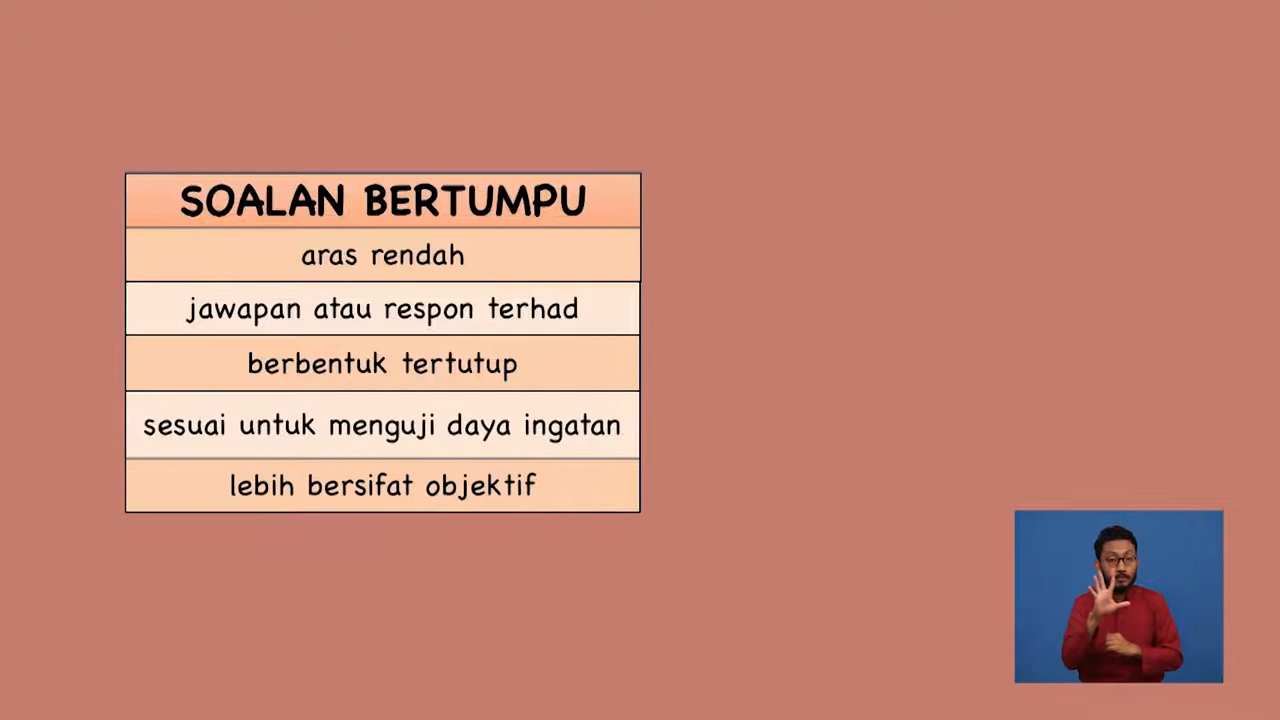 SOALAN BERTUMPU
aras rendah
jawapan atau respon terhad
berbentuk tertutup
sesuai untuk menguji daya ingatan
lebih bersifat objektif